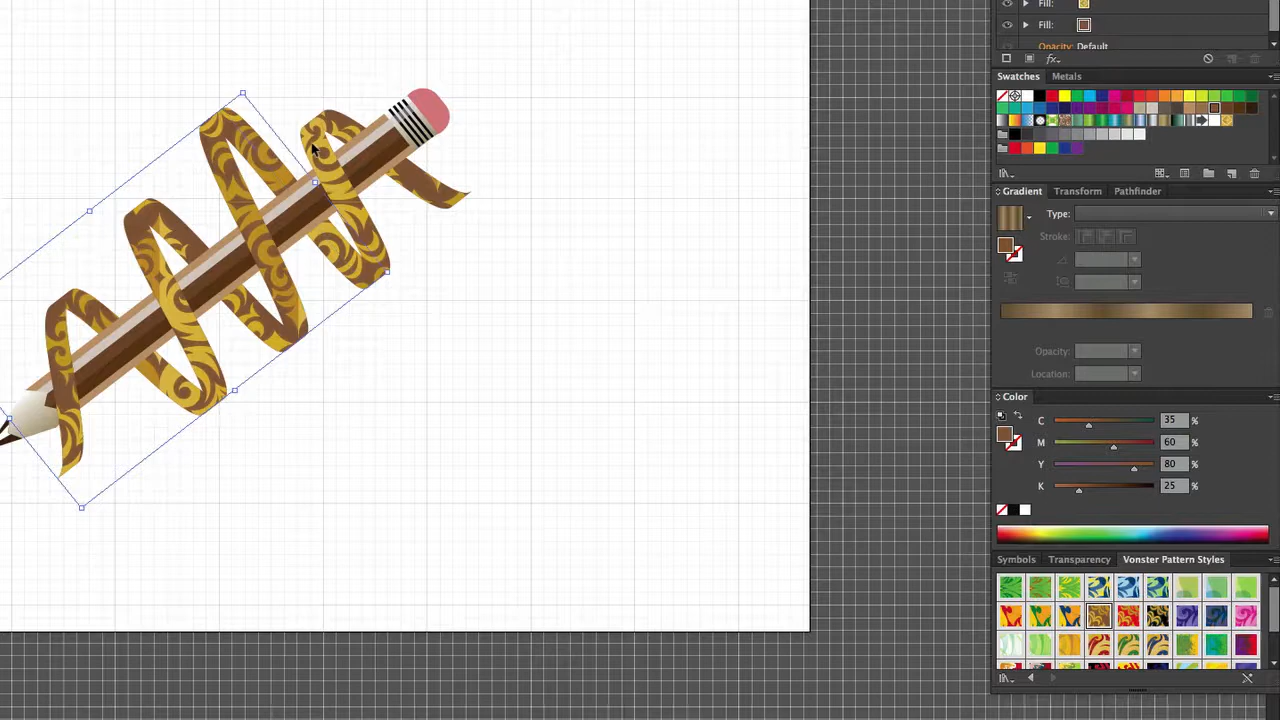 Fill:
Fill:
Opacity: Default
fx
Swatches Metals
Gradient Transform Pathfinder
Type:
Stroke:
Opacity:
Location:
Color
C 35 %
M 60 %
Y 80 %
K 25 %
Symbols Transparency Vonster Pattern Styles